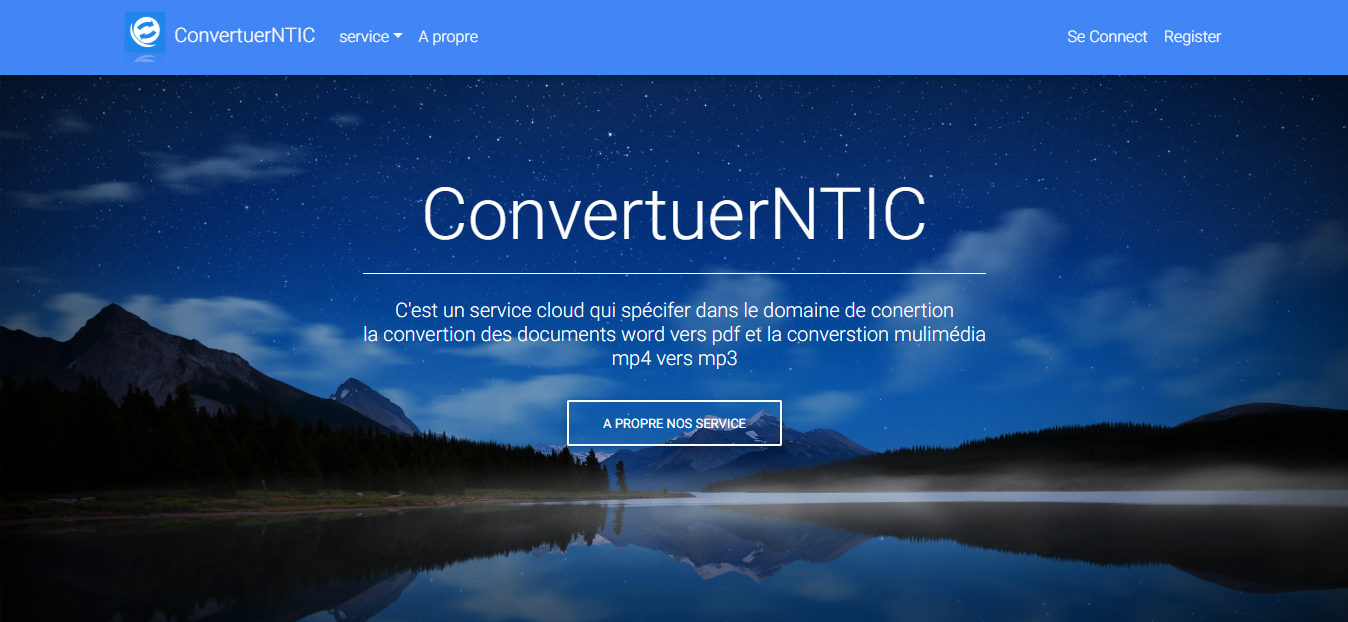 ConvertuerNTIC
service
A propre
Se Connect
Register
ConvertuerNTIC
C'est un service cloud qui spécifer dans le domaine de conertion
la convertion des documents word vers pdf et la converstion mulimédia
mp4 vers mp3
A PROPRE NOS SERVICE